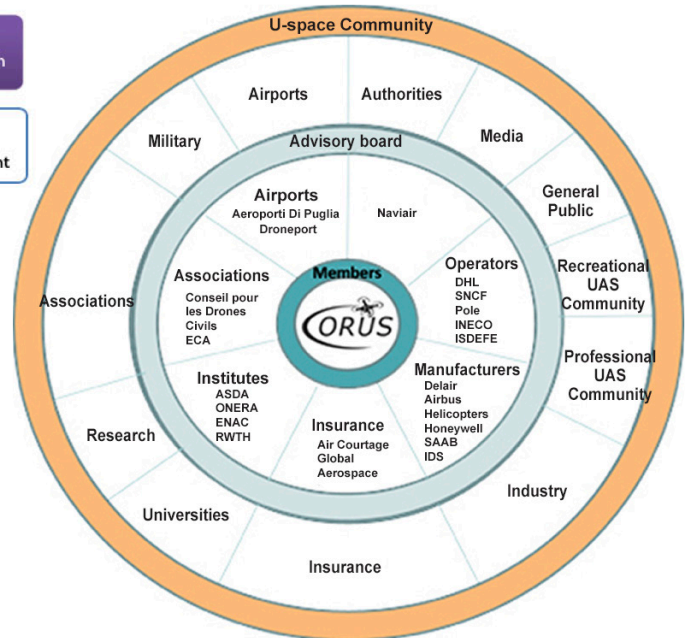 U-space Community
Airports
Authorities
Military
Media
Advisory board
General
Public
Airports
Aeroporti Di Puglia
Droneport
Naviair
Associations
Recreational
UAS
Community
Professional
UAS
Community
Members
CORUS
Associations
Conseil pour
les Drones
Civils
ECA
Operators
DHL
SNCF
Pole
INECO
ISDEFE
Institutes
ASDA
ONERA
ENAC
RWTH
Insurance
Air Courtage
Global
Aerospace
Manufacturers
Delair
Airbus
Helicopters
Honeywell
SAAB
IDS
Research
Universities
Insurance
Industry